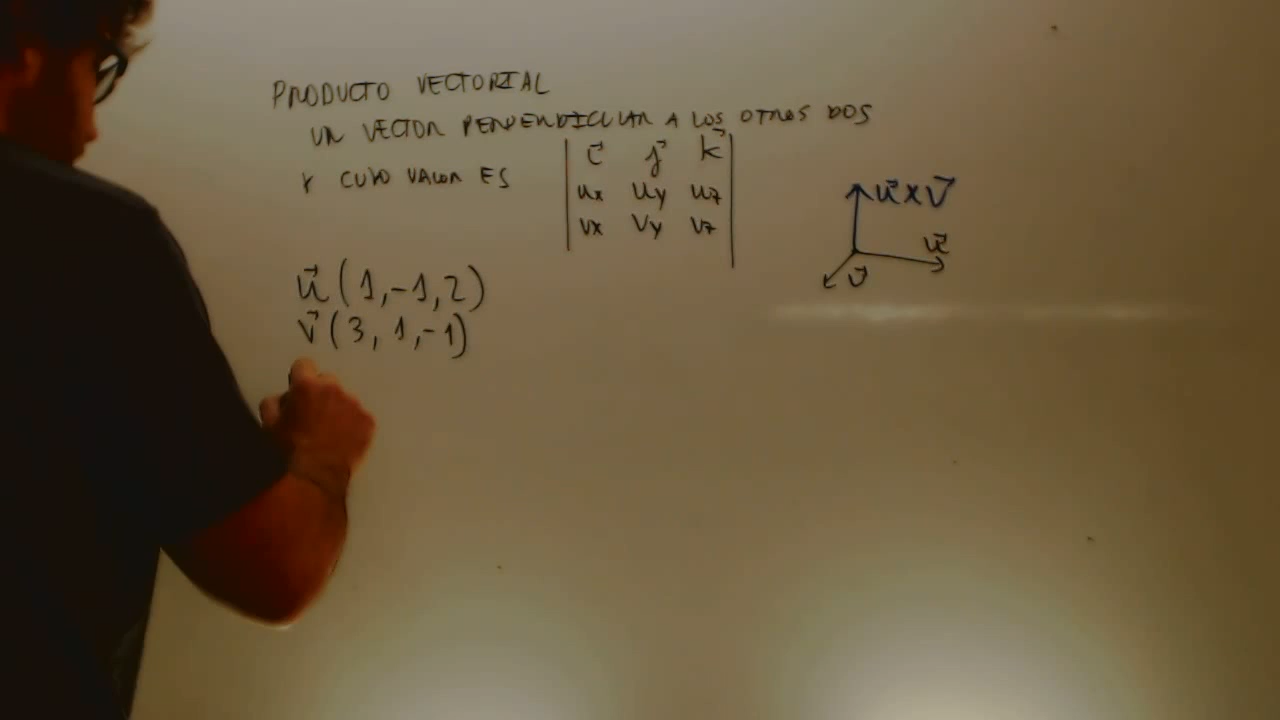 PRODUCTO VECTORIAL
UN VECTOR PERPENDICULAR A LOS OTROS DOS
Y CUYO VALOR ES
i⃗ j⃗ k⃗
ux uy uz
vx vy vz
u⃗ x v⃗
u⃗
v⃗
u⃗ (1,-1,2)
v⃗ (3, 1,-1)